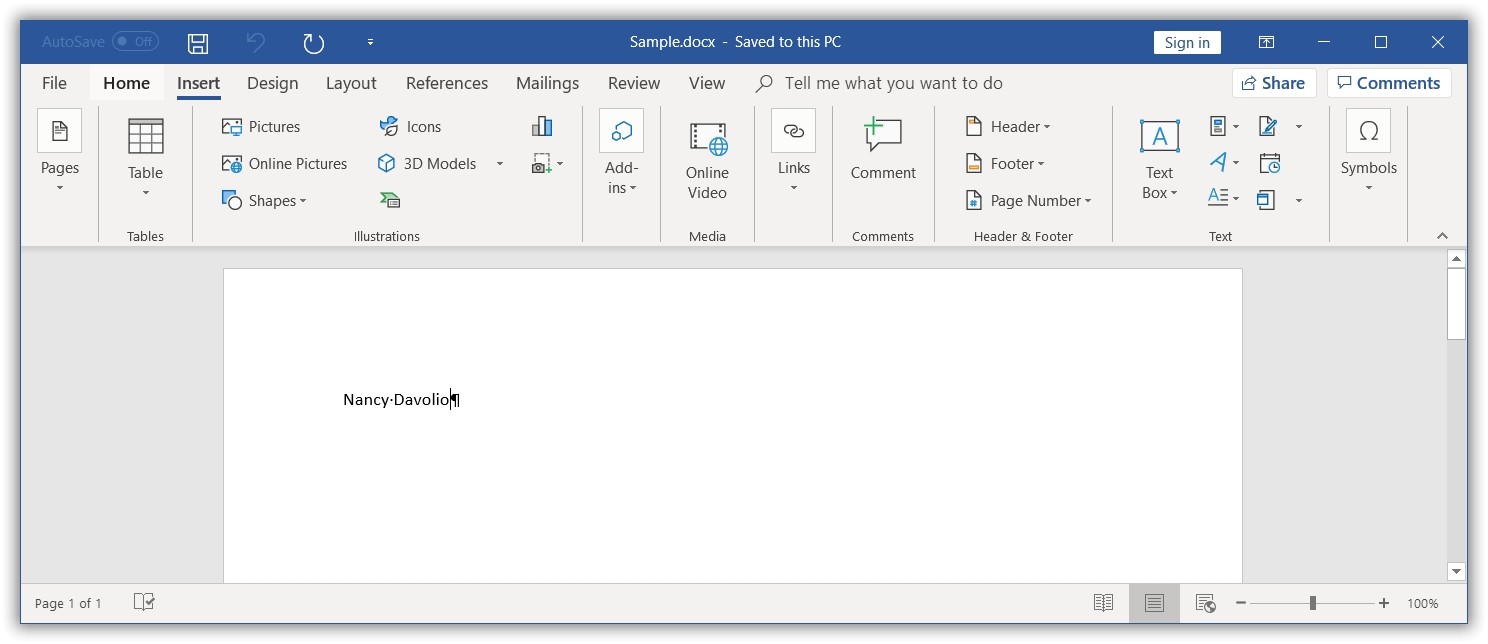 AutoSave Off Sample.docx - Saved to this PC Sign in
File Home Insert Design Layout References Mailings Review View Tell me what you want to do Share Comments
Pages
Table
Tables
Pictures
Online Pictures
Shapes
Icons
3D Models
Illustrations
Add-
ins
Online
Video
Media
Links
Comment
Comments
Header
Footer
Page Number
Header & Footer
A
Text
Box
Text
Ω
Symbols
Nancy·Davolio¶
Page 1 of 1 100%